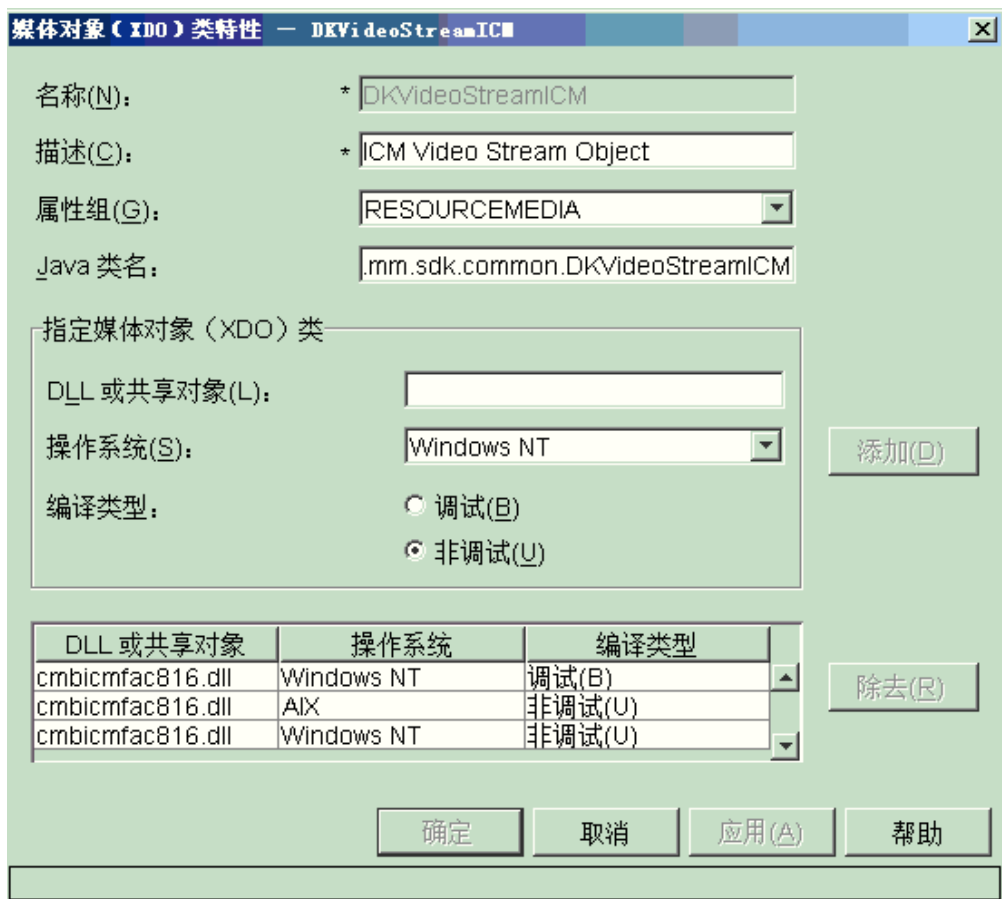 媒体对象（XDO）类特性 － DKVideoStreamICM
名称(N)： * DKVideoStreamICM
描述(C)： * ICM Video Stream Object
属性组(G)： RESOURCEMEDIA
Java 类名： .mm.sdk.common.DKVideoStreamICM
指定媒体对象（XDO）类
DLL 或共享对象(L)：
操作系统(S)： Windows NT 添加(D)
编译类型： 调试(B)
非调试(U)
DLL 或共享对象 操作系统 编译类型
cmbicmfac816.dll Windows NT 调试(B) 除去(R)
cmbicmfac816.dll AIX 非调试(U)
cmbicmfac816.dll Windows NT 非调试(U)
确定 取消 应用(A) 帮助